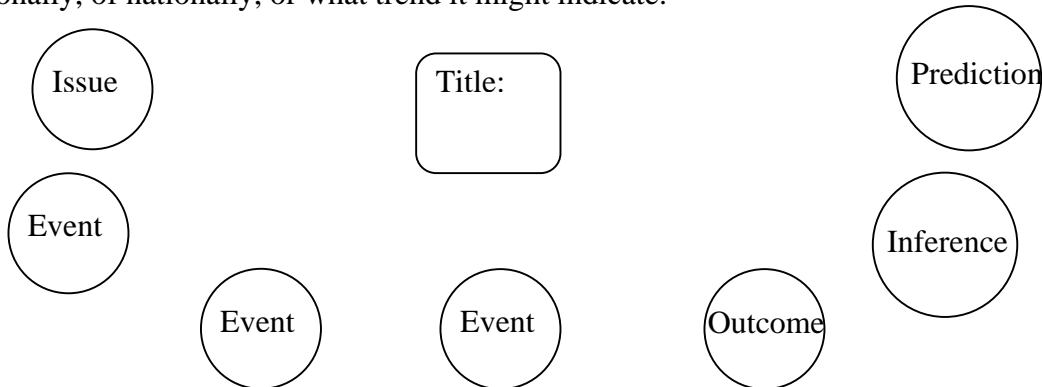 onally, or nationally, or what trend it might indicate.
Issue
Title:
Prediction
Event
Inference
Event
Event
Outcome